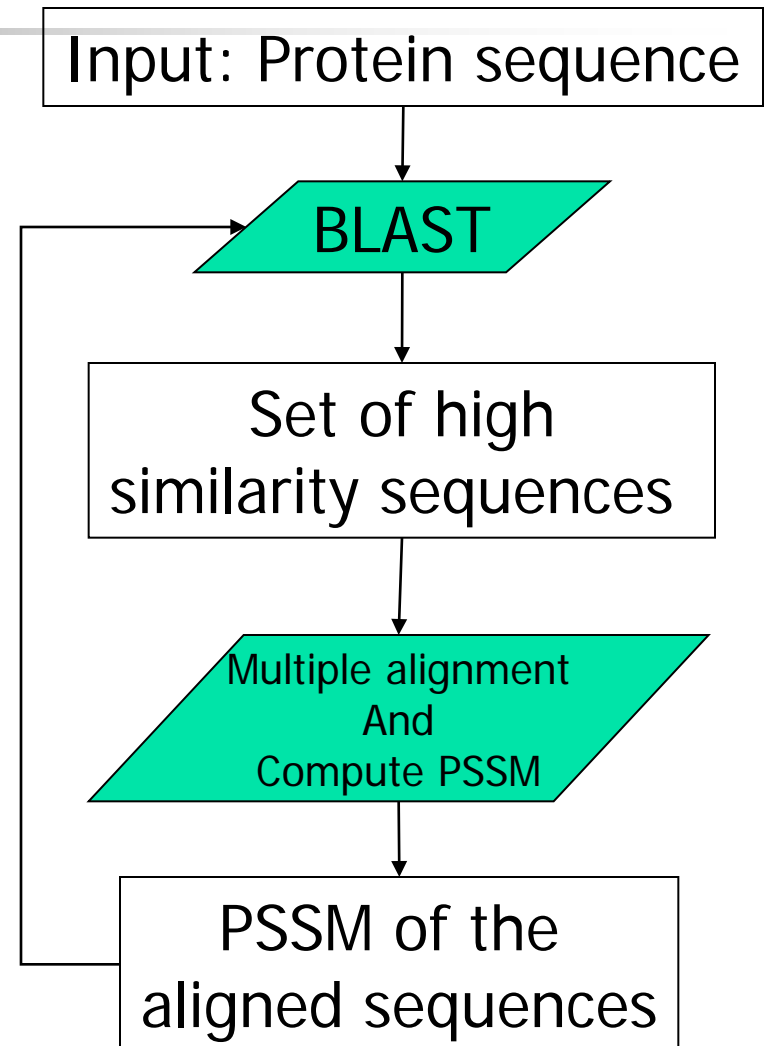 Input: Protein sequence
BLAST
Set of high
similarity sequences
Multiple alignment
And
Compute PSSM
PSSM of the
aligned sequences